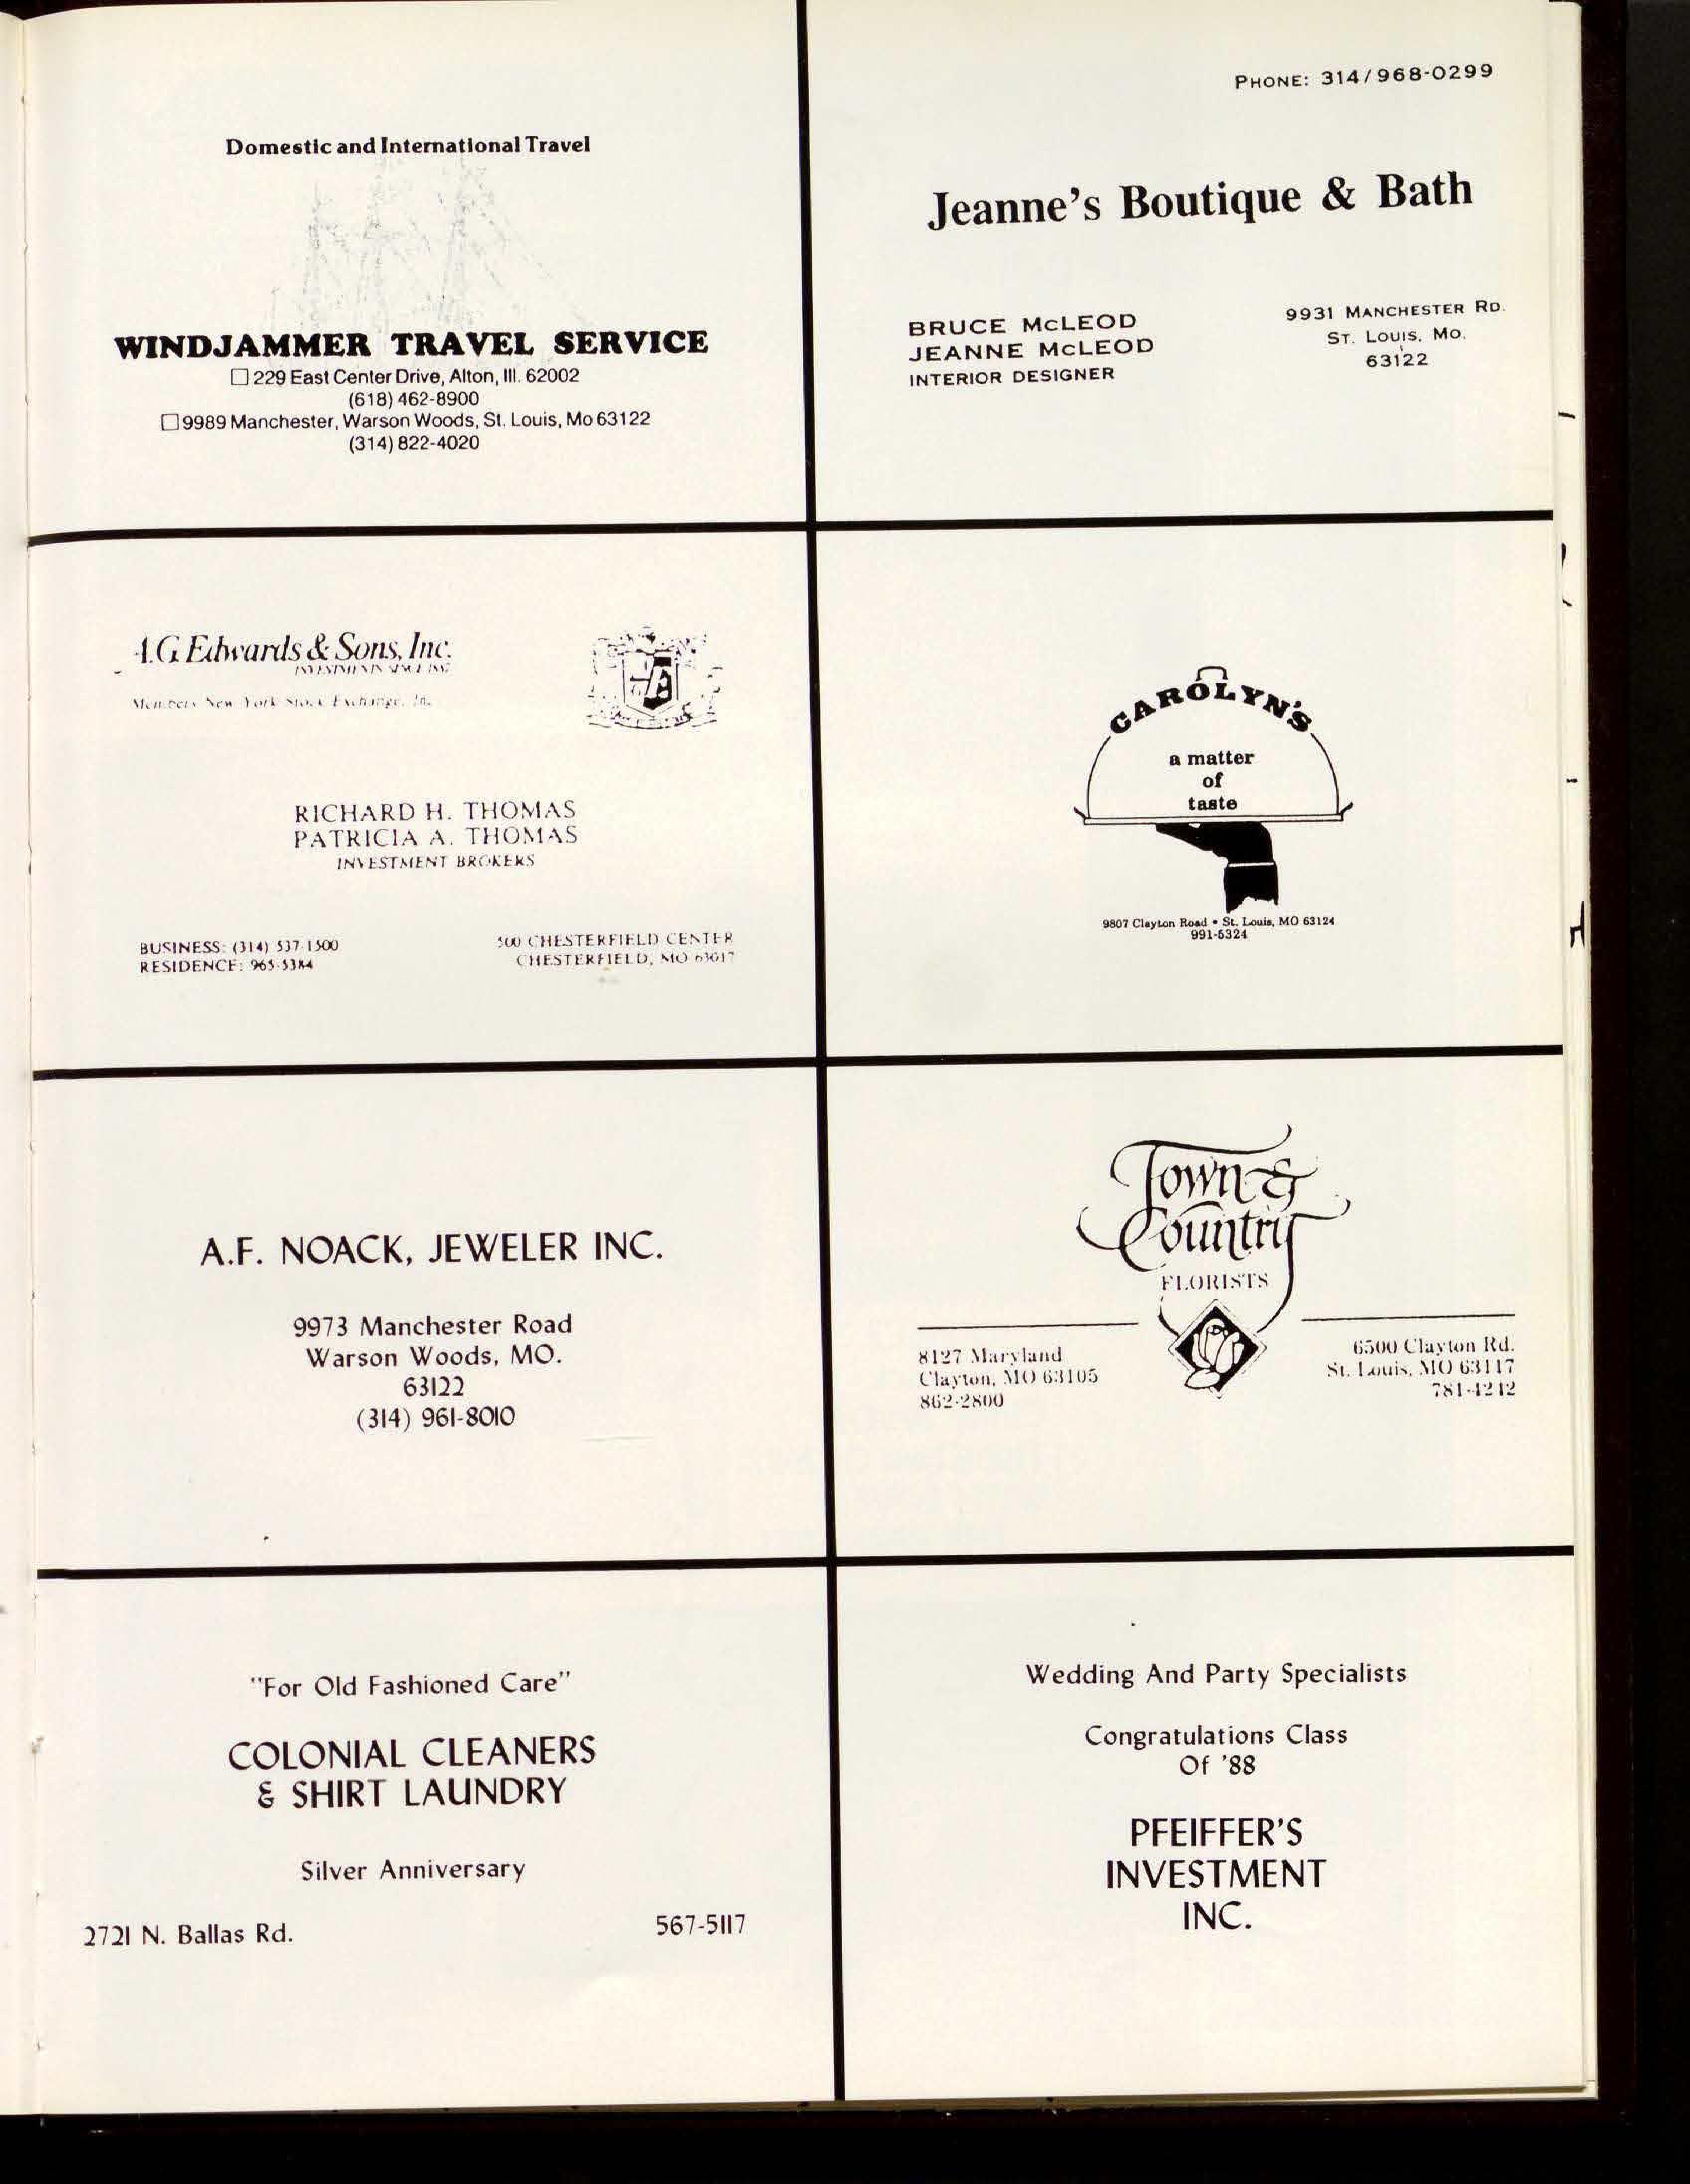 Domestic and International Travel
WINDJAMMER TRAVEL SERVICE
229 East Center Drive, Alton, Ill. 62002
(618) 462-8900
9989 Manchester, Warson Woods, St. Louis, Mo 63122
(314) 822-4020
PHONE: 314/968-0299
Jeanne's Boutique & Bath
BRUCE McLEOD
JEANNE McLEOD
INTERIOR DESIGNER
9931 MANCHESTER RD.
ST. LOUIS, MO.
63122
A.G. Edwards & Sons, Inc.
Members New York Stock Exchange, Inc.
RICHARD H. THOMAS
PATRICIA A. THOMAS
INVESTMENT BROKERS
BUSINESS: (314) 537-1500
RESIDENCE: 965-5384
500 CHESTERFIELD CENTER
CHESTERFIELD, MO 63017
CAROLYN'S
a matter
of
taste
9807 Clayton Road • St. Louis, MO 63124
991-5324
A.F. NOACK, JEWELER INC.
9973 Manchester Road
Warson Woods, MO.
63122
(314) 961-8010
Town &
Country
FLORISTS
8127 Maryland
Clayton, MO 63105
862-2800
6500 Clayton Rd.
St. Louis, MO 63117
781-4242
"For Old Fashioned Care"
COLONIAL CLEANERS
& SHIRT LAUNDRY
Silver Anniversary
2721 N. Ballas Rd.
567-5117
Wedding And Party Specialists
Congratulations Class
Of '88
PFEIFFER'S
INVESTMENT
INC.